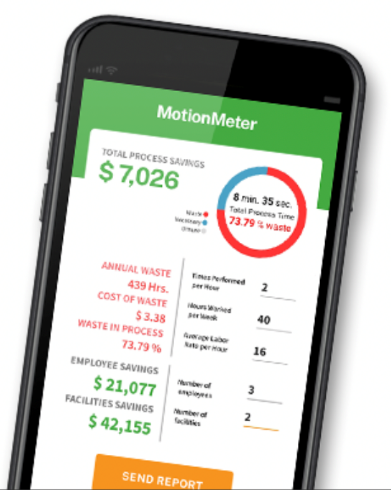 MotionMeter
TOTAL PROCESS SAVINGS
$ 7,026
8 min. 35 sec.
Total Process Time
73.79 % waste
Waste
Necessary
ANNUAL WASTE
439 Hrs.
COST OF WASTE
$ 3.38
WASTE IN PROCESS
73.79 %
Times Performed
per Hour
2
Hours Worked
per Week
40
Average Labor
Rate per Hour
16
EMPLOYEE SAVINGS
$ 21,077
FACILITIES SAVINGS
$ 42,155
Number of
employees
3
Number of
facilities
2
SEND REPORT